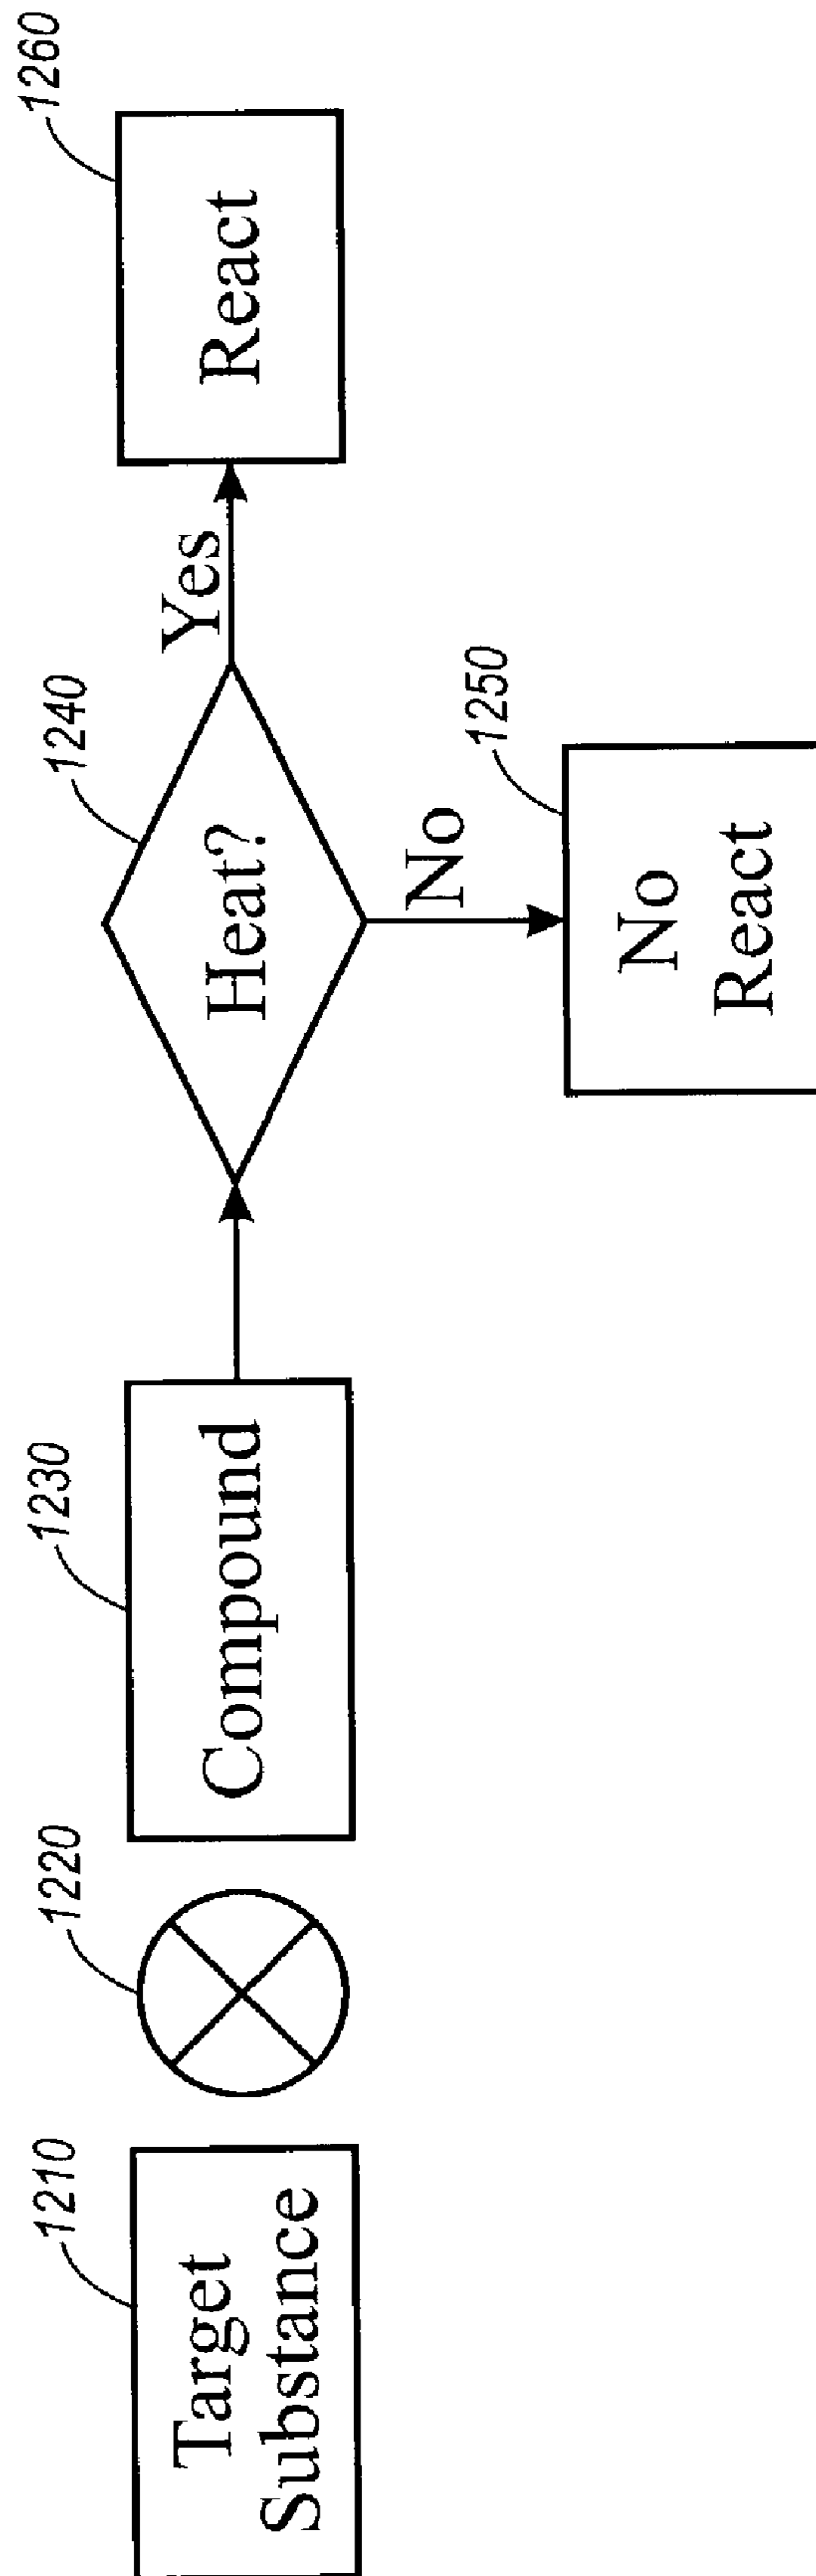 1210
Target
Substance
1220
1230
Compound
1240
Heat?
Yes
1260
React
No
1250
No
React